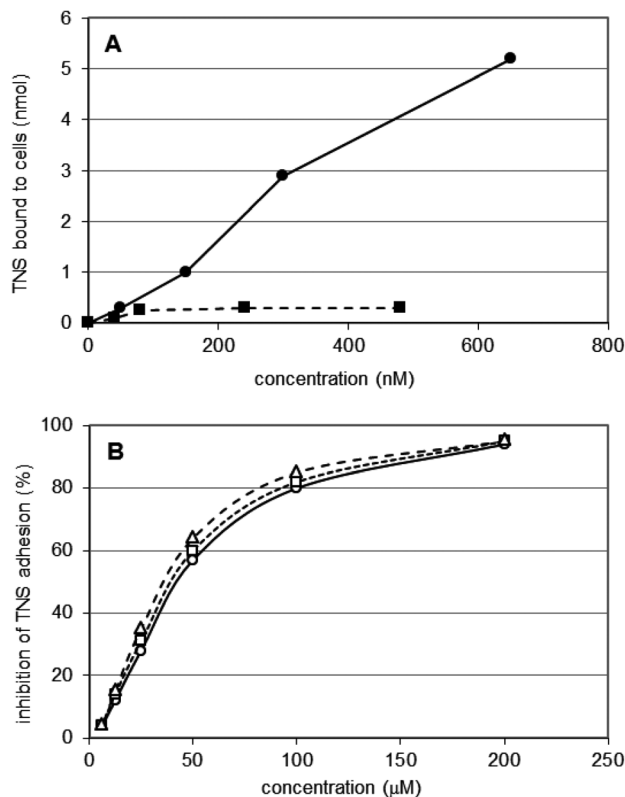 A
6
5
4
3
2
1
0
TNS bound to cells (nmol)
0 200 400 600 800
concentration (nM)
B
100
80
60
40
20
0
inhibition of TNS adhesion (%)
0 50 100 150 200 250
concentration (µM)